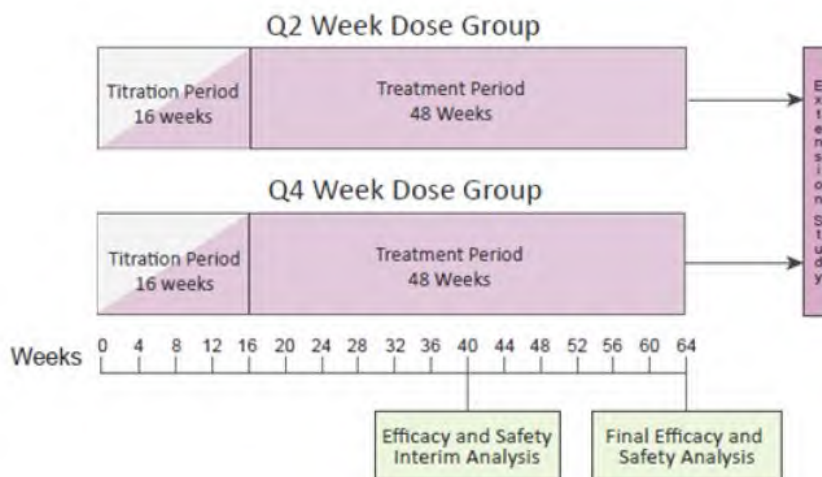 Q2 Week Dose Group
Titration Period
16 weeks
Treatment Period
48 Weeks
Extension Study
Q4 Week Dose Group
Titration Period
16 weeks
Treatment Period
48 Weeks
Weeks 0 4 8 12 16 20 24 28 32 36 40 44 48 52 56 60 64
Efficacy and Safety
Interim Analysis
Final Efficacy and
Safety Analysis